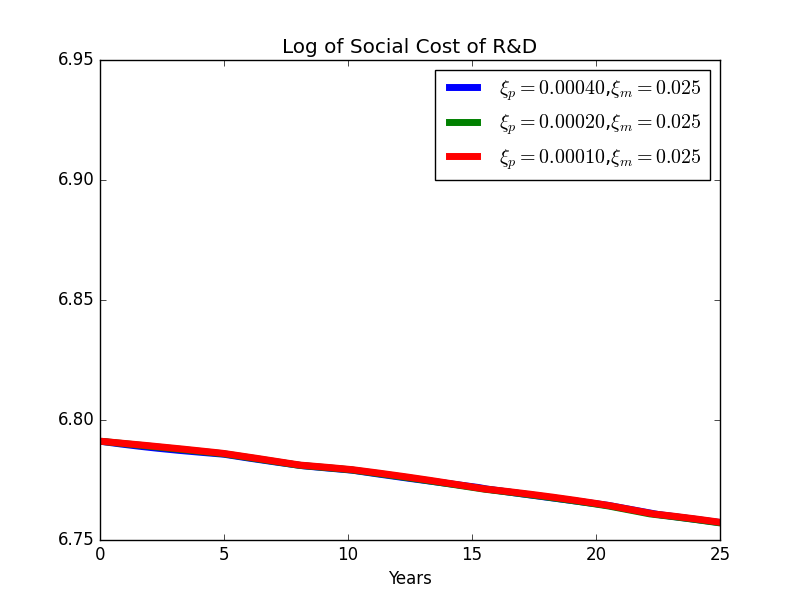 Log of Social Cost of R&D
6.95
6.90
6.85
6.80
6.75
ξₚ = 0.00040,ξₘ = 0.025
ξₚ = 0.00020,ξₘ = 0.025
ξₚ = 0.00010,ξₘ = 0.025
0 5 10 15 20 25
Years